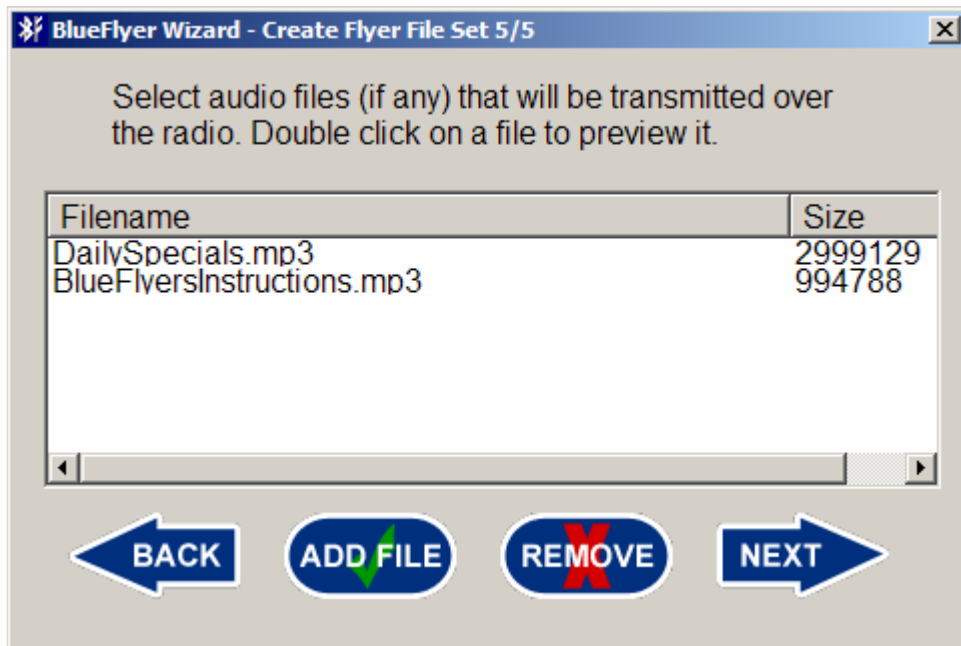 BlueFlyer Wizard - Create Flyer File Set 5/5
Select audio files (if any) that will be transmitted over
the radio. Double click on a file to preview it.
Filename Size
DailySpecials.mp3 2999129
BlueFlyersInstructions.mp3 994788
BACK ADD FILE REMOVE NEXT